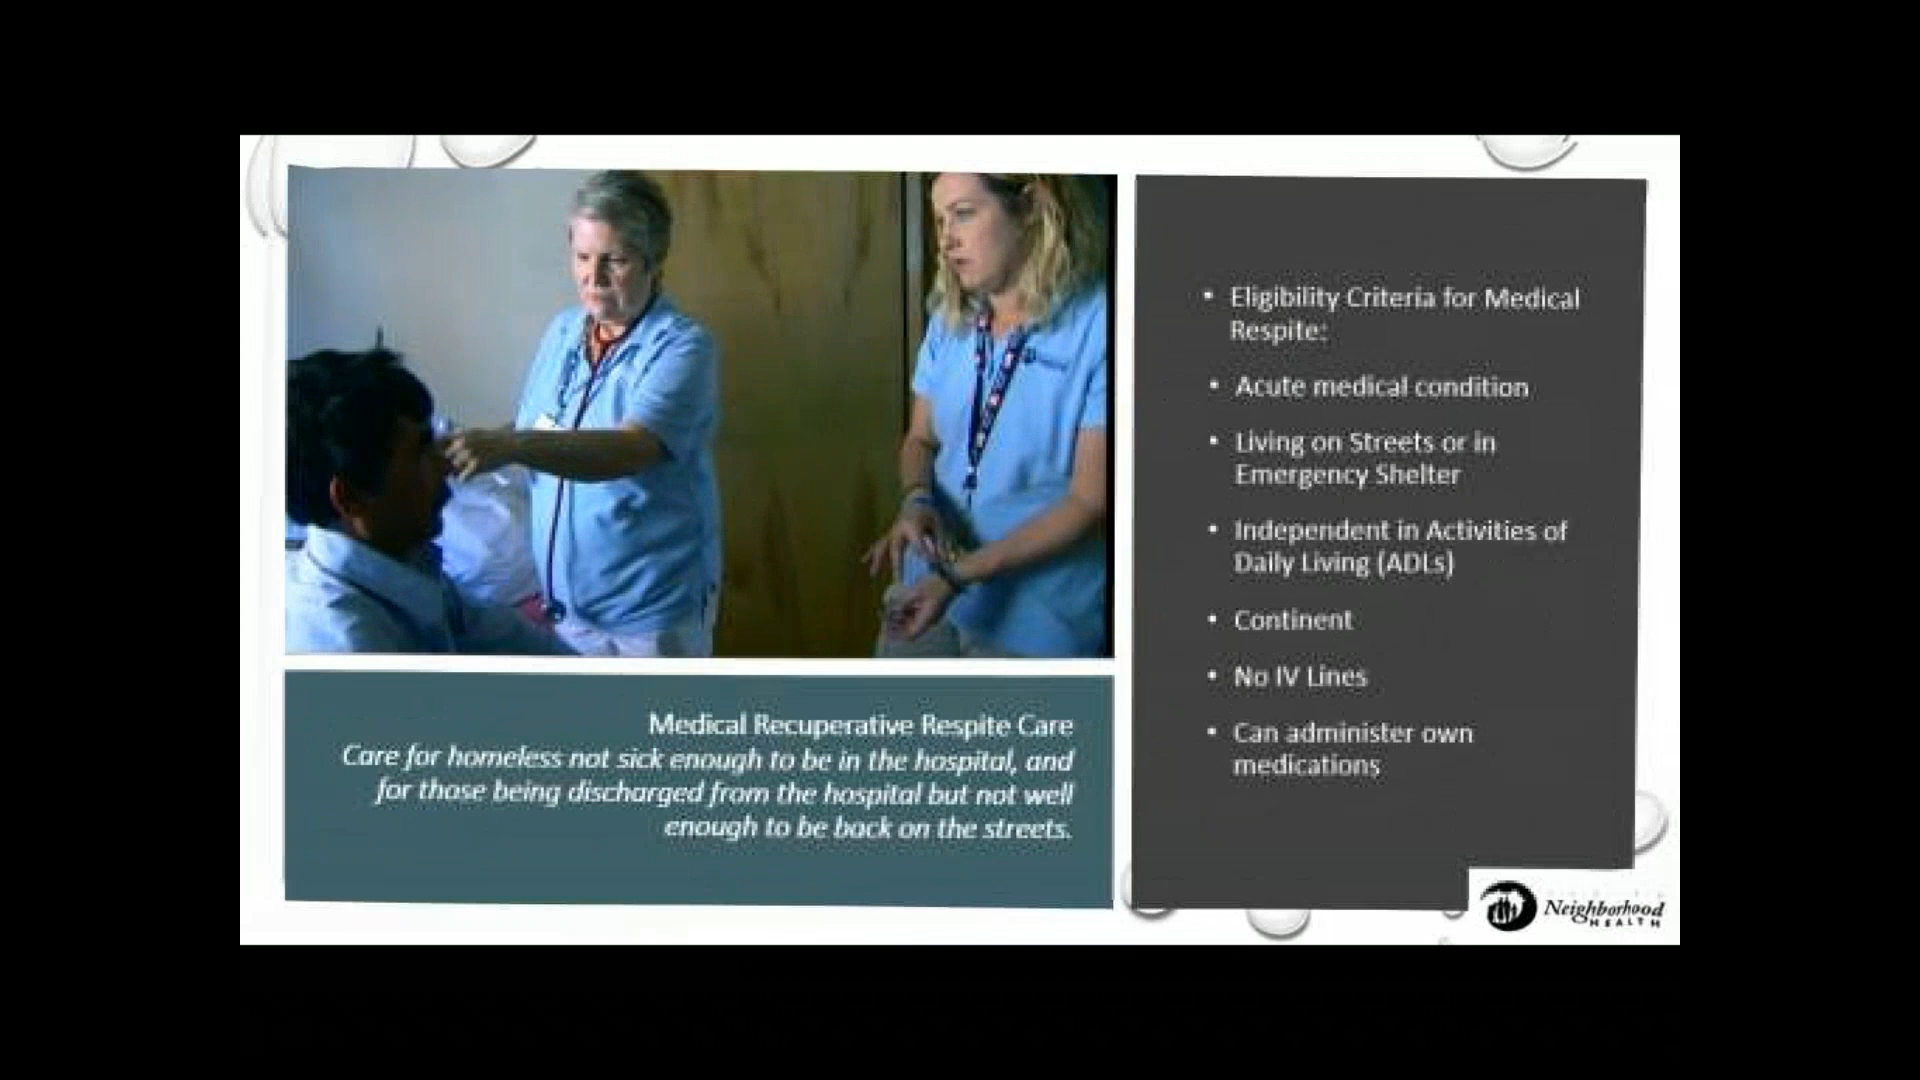 Medical Recuperative Respite Care
Care for homeless not sick enough to be in the hospital, and
for those being discharged from the hospital but not well
enough to be back on the streets.
• Eligibility Criteria for Medical
Respite:
• Acute medical condition
• Living on Streets or in
Emergency Shelter
• Independent in Activities of
Daily Living (ADLs)
• Continent
• No IV Lines
• Can administer own
medications
Neighborhood
HEALTH